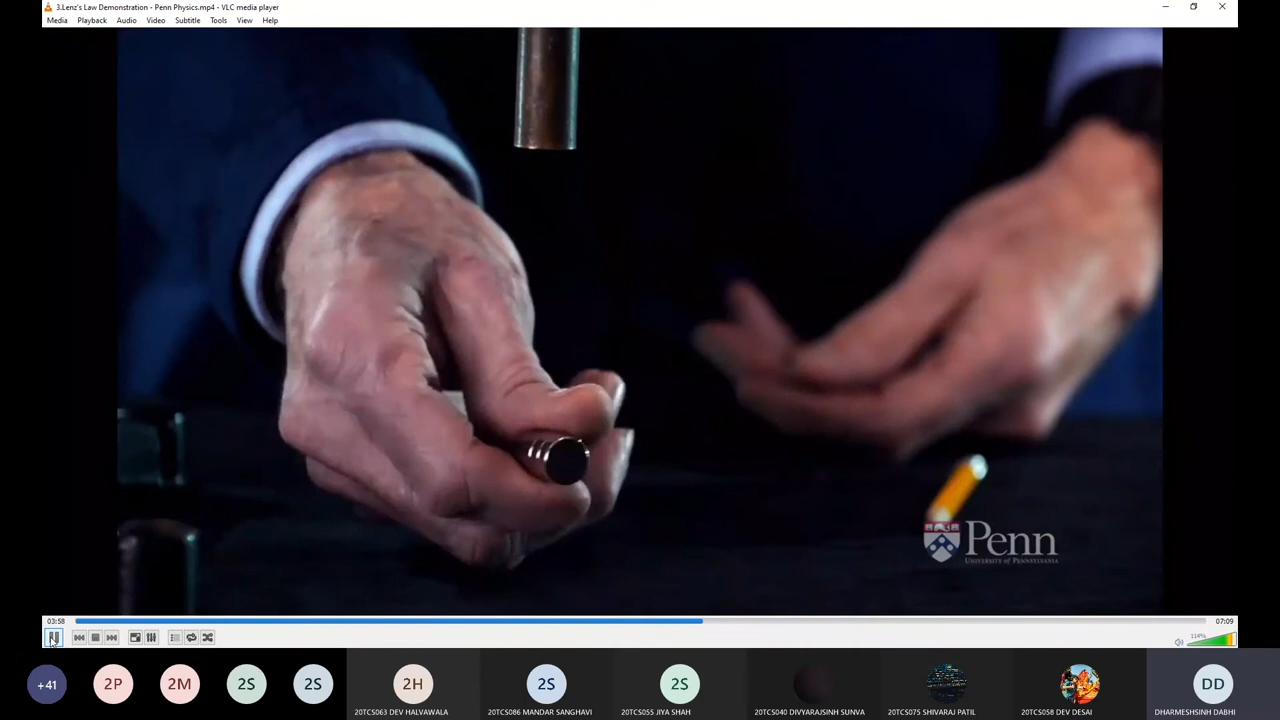 3.Lenz's Law Demonstration - Penn Physics.mp4 - VLC media player
Media Playback Audio Video Subtitle Tools View Help
Penn
UNIVERSITY of PENNSYLVANIA
03:58
07:09
114%
+41
2P
2M
2S
2S
2H
2S
2S
DD
20TCS063 DEV HALVAWALA
20TCS086 MANDAR SANGHAVI
20TCS055 JIYA SHAH
20TCS040 DIVYARAJSINH SUNVA
20TCS075 SHIVARAJ PATIL
20TCS058 DEV DESAI
DHARMESHSINH DABHI